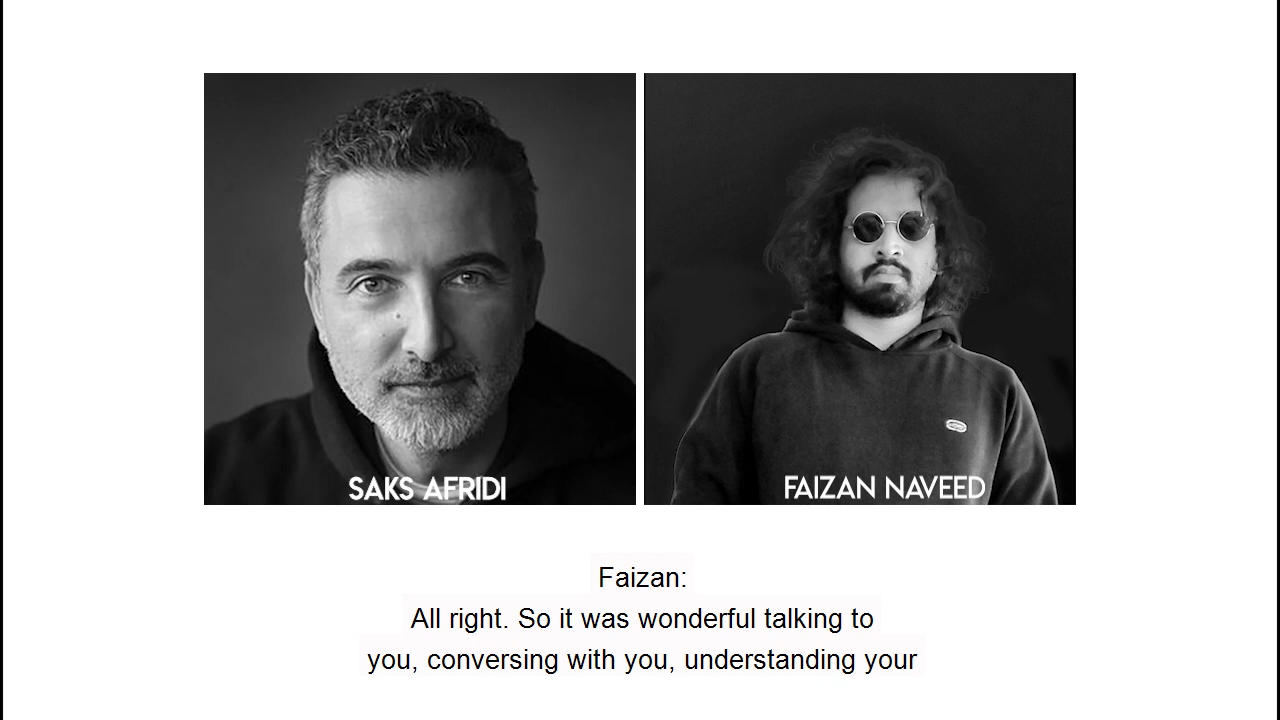 SAKS AFRIDI
FAIZAN NAVEED
Faizan:
All right. So it was wonderful talking to
you, conversing with you, understanding your